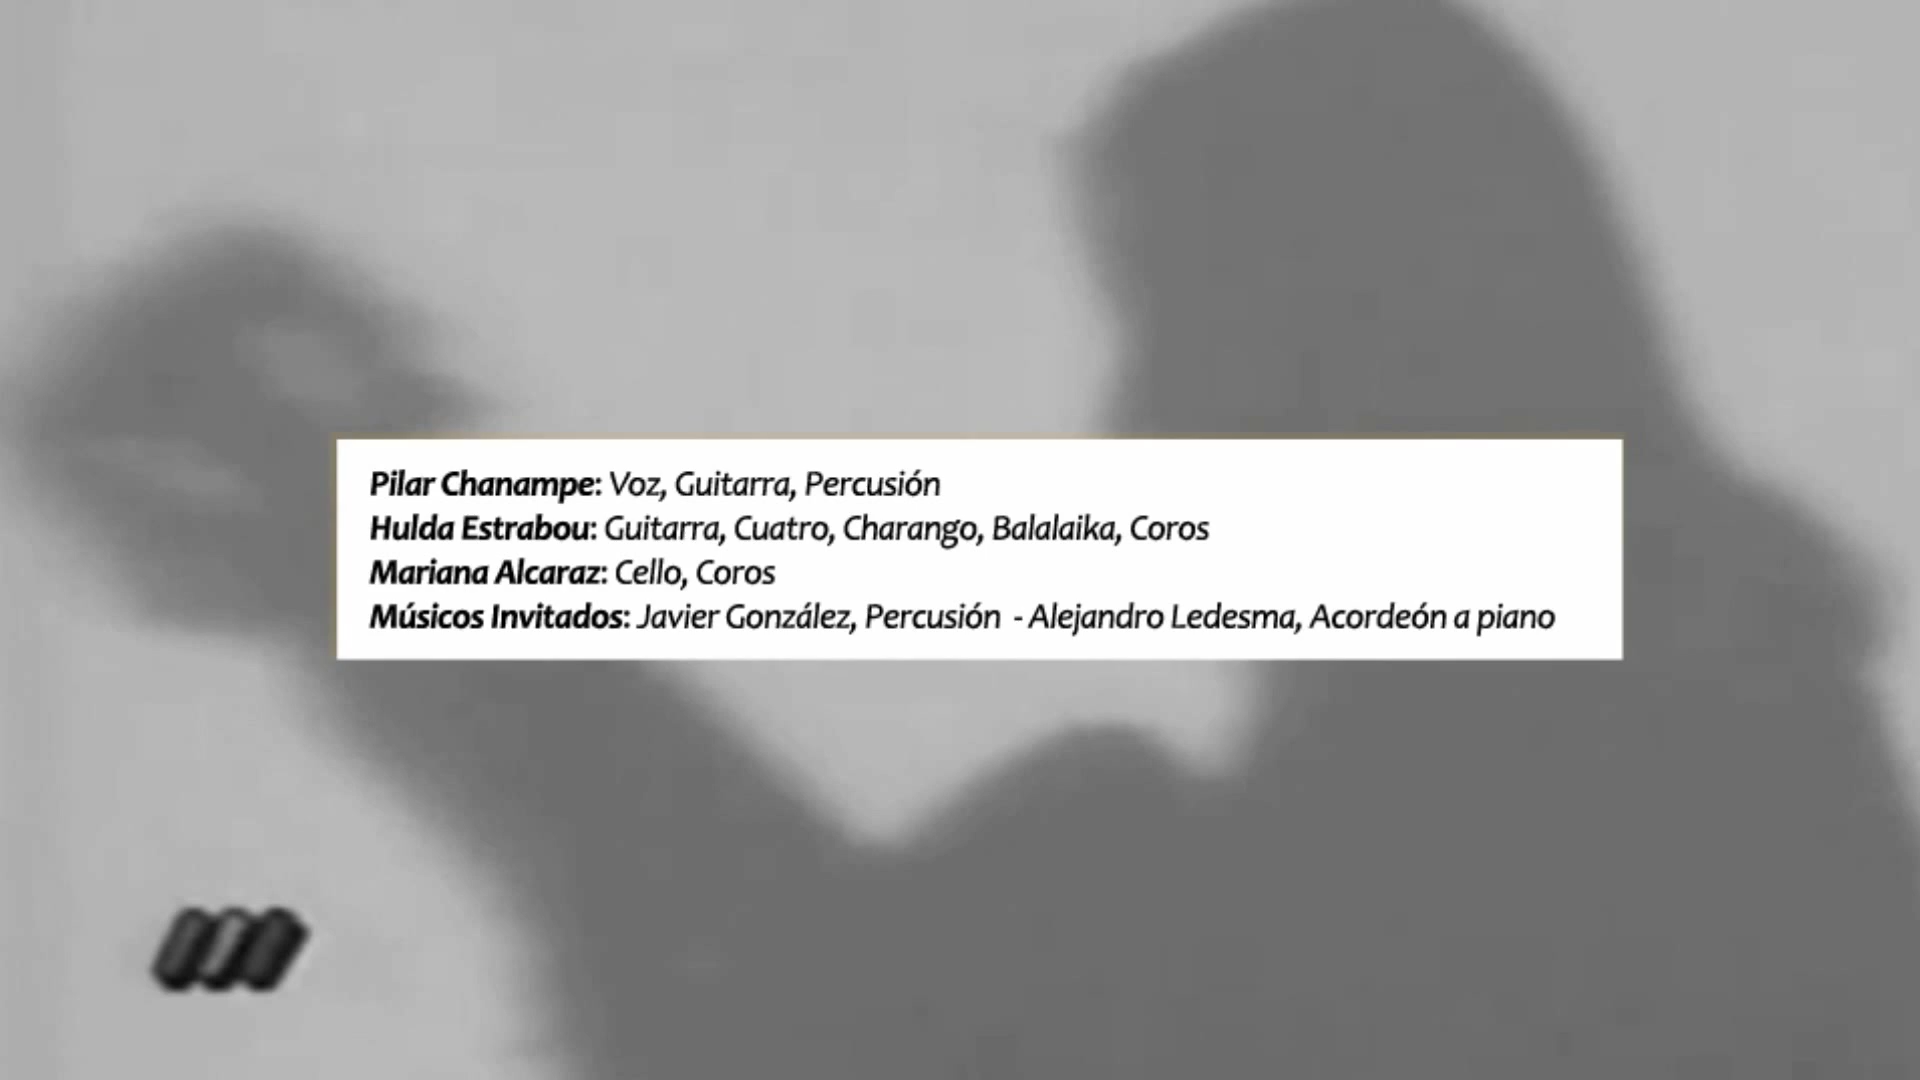 Pilar Chanampe: Voz, Guitarra, Percusión
Hulda Estrabou: Guitarra, Cuatro, Charango, Balalaika, Coros
Mariana Alcaraz: Cello, Coros
Músicos Invitados: Javier González, Percusión - Alejandro Ledesma, Acordeón a piano